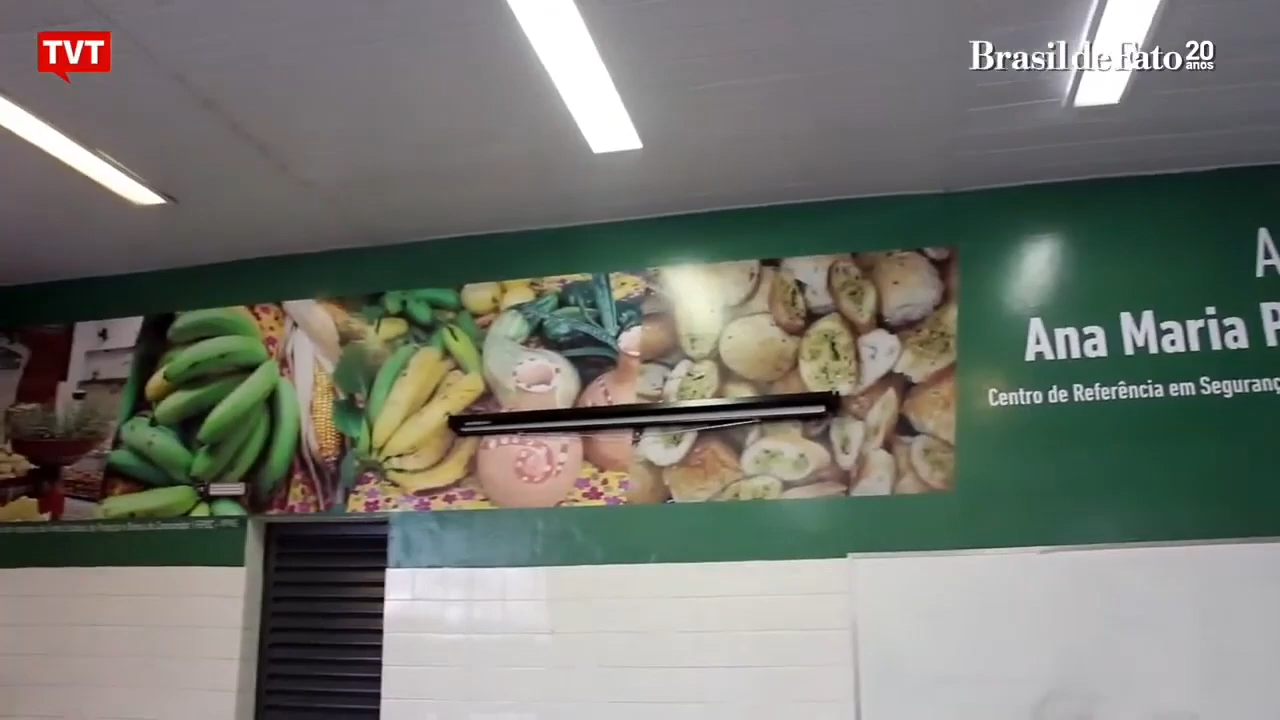 TVT
Brasil de Fato 20 anos
A
Ana Maria P
Centro de Referência em Seguranç